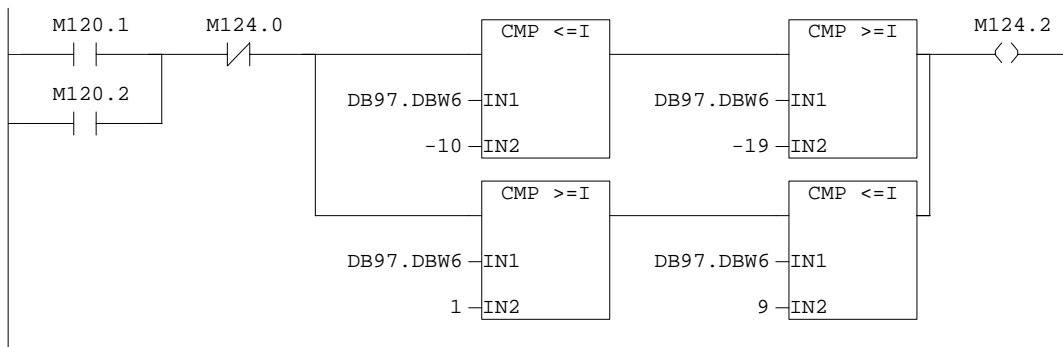 M120.1 M124.0 CMP <=I CMP >=I M124.2
M120.2
DB97.DBW6 IN1 DB97.DBW6 IN1
-10 IN2 -19 IN2
CMP >=I CMP <=I
DB97.DBW6 IN1 DB97.DBW6 IN1
1 IN2 9 IN2